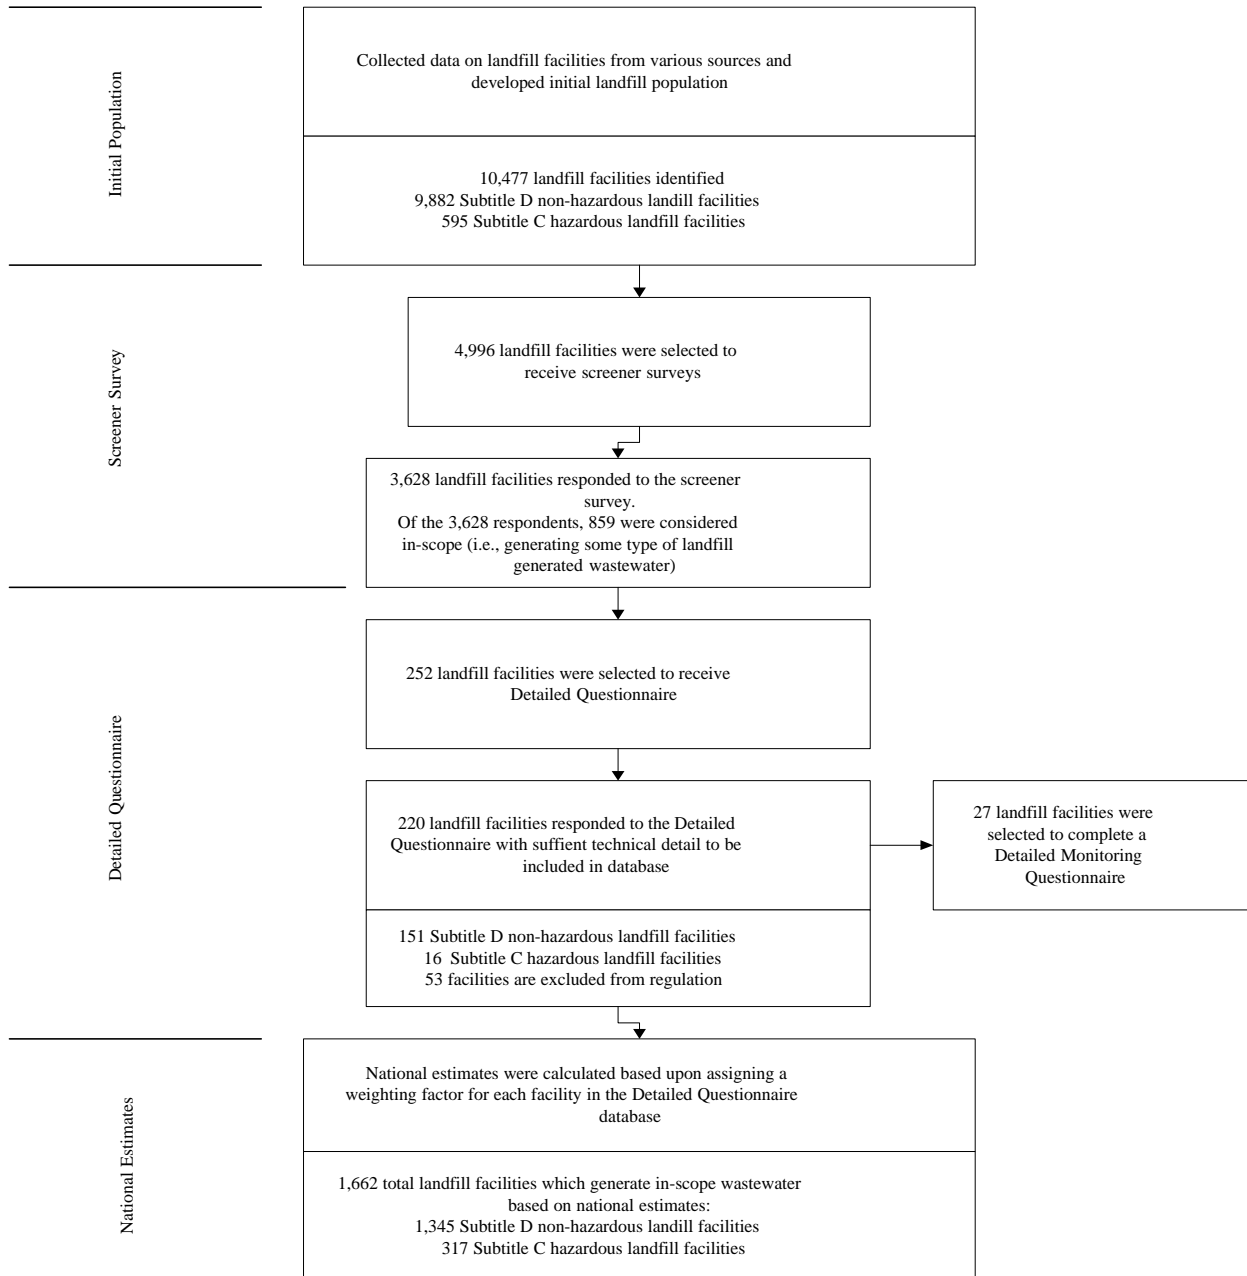 Initial Population
Collected data on landfill facilities from various sources and
developed initial landfill population
10,477 landfill facilities identified
9,882 Subtitle D non-hazardous landill facilities
595 Subtitle C hazardous landfill facilities
Screener Survey
4,996 landfill facilities were selected to
receive screener surveys
3,628 landfill facilities responded to the screener
survey.
Of the 3,628 respondents, 859 were considered
in-scope (i.e., generating some type of landfill
generated wastewater)
Detailed Questionnaire
252 landfill facilities were selected to receive
Detailed Questionnaire
220 landfill facilities responded to the Detailed
Questionnaire with suffient technical detail to be
included in database
27 landfill facilities were
selected to complete a
Detailed Monitoring
Questionnaire
151 Subtitle D non-hazardous landfill facilities
16 Subtitle C hazardous landfill facilities
53 facilities are excluded from regulation
National Estimates
National estimates were calculated based upon assigning a
weighting factor for each facility in the Detailed Questionnaire
database
1,662 total landfill facilities which generate in-scope wastewater
based on national estimates:
1,345 Subtitle D non-hazardous landill facilities
317 Subtitle C hazardous landfill facilities